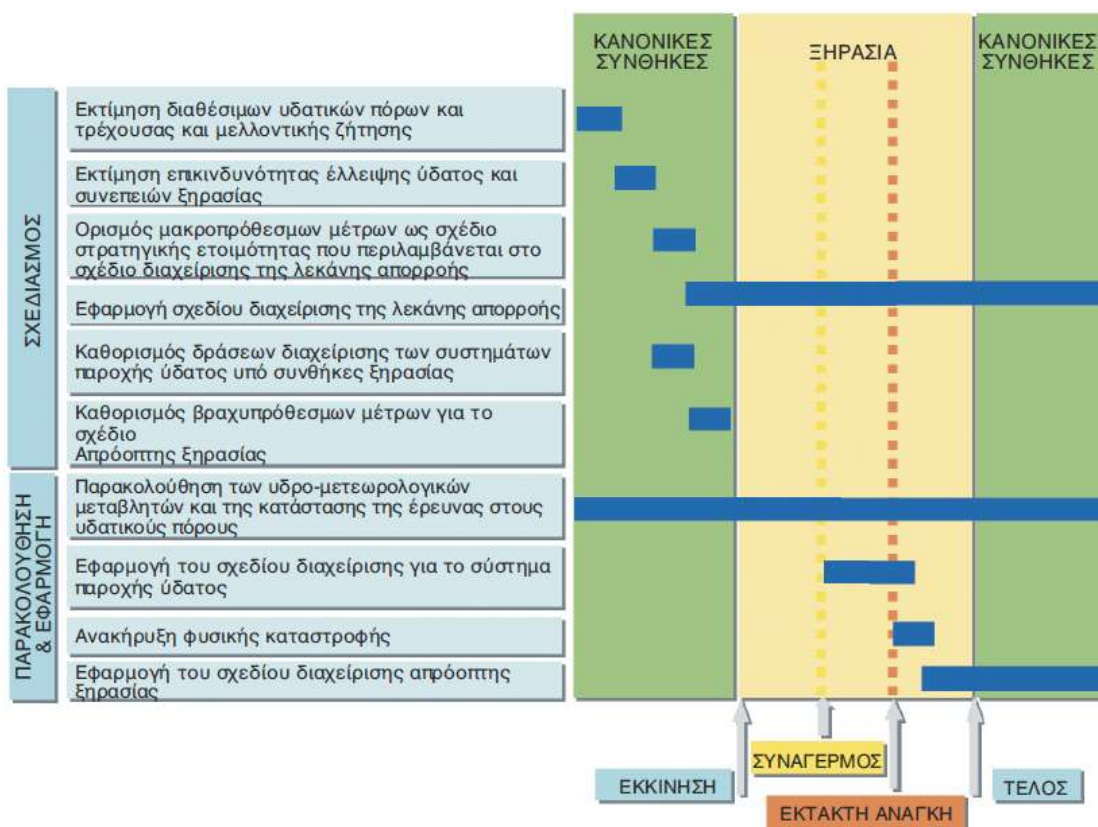 ΚΑΝΟΝΙΚΕΣ
ΣΥΝΘΗΚΕΣ
ΞΗΡΑΣΙΑ
ΚΑΝΟΝΙΚΕΣ
ΣΥΝΘΗΚΕΣ
ΣΧΕΔΙΑΣΜΟΣ
Εκτίμηση διαθέσιμων υδατικών πόρων και
τρέχουσας και μελλοντικής ζήτησης
Εκτίμηση επικινδυνότητας έλλειψης ύδατος και
συνεπειών ξηρασίας
Ορισμός μακροπρόθεσμων μέτρων ως σχέδιο
στρατηγικής ετοιμότητας που περιλαμβάνεται στο
σχέδιο διαχείρισης της λεκάνης απορροής
Εφαρμογή σχεδίου διαχείρισης της λεκάνης απορροής
Καθορισμός δράσεων διαχείρισης των συστημάτων
παροχής ύδατος υπό συνθήκες ξηρασίας
Καθορισμός βραχυπρόθεσμων μέτρων για το
σχέδιο
Απρόοπτης ξηρασίας
ΠΑΡΑΚΟΛΟΥΘΗΣΗ
& ΕΦΑΡΜΟΓΗ
Παρακολούθηση των υδρο-μετεωρολογικών
μεταβλητών και της κατάστασης της έρευνας στους
υδατικούς πόρους
Εφαρμογή του σχεδίου διαχείρισης για το σύστημα
παροχής ύδατος
Ανακήρυξη φυσικής καταστροφής
Εφαρμογή του σχεδίου διαχείρισης απρόοπτης
ξηρασίας
ΣΥΝΑΓΕΡΜΟΣ
ΕΚΚΙΝΗΣΗ
ΤΕΛΟΣ
ΕΚΤΑΚΤΗ ΑΝΑΓΚΗ